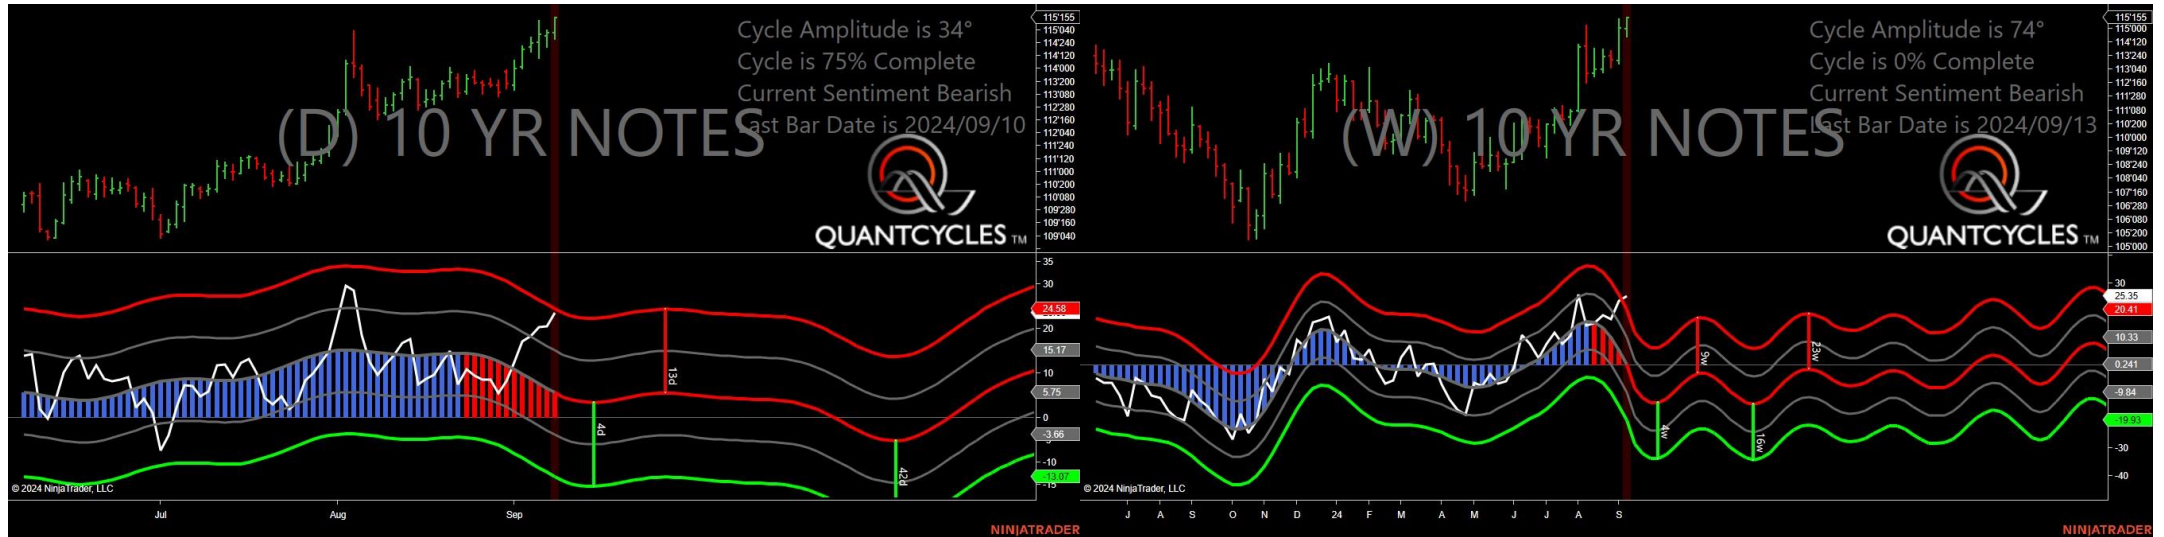 Cycle Amplitude is 34°
Cycle is 75% Complete
Current Sentiment Bearish
Last Bar Date is 2024/09/10
(D) 10 YR NOTES
QUANTCYCLES TM
115'155
115'040
114'240
114'120
114'000
113'200
113'080
112'280
112'160
112'040
111'240
111'120
111'000
110'200
110'080
109'280
109'160
109'040
35
30
24.58
20
15.17
10
5.75
0
-3.66
-10
-13.07
-15
13d
4d
42d
© 2024 NinjaTrader, LLC
Jul
Aug
Sep
NINJATRADER
Cycle Amplitude is 74°
Cycle is 0% Complete
Current Sentiment Bearish
Last Bar Date is 2024/09/13
(W) 10 YR NOTES
QUANTCYCLES TM
115'155
115'000
114'120
113'240
113'040
112'160
111'280
111'080
110'200
110'000
109'120
108'240
108'040
107'160
106'280
106'080
105'200
105'000
30
25.35
20.41
10.33
0.241
-9.84
-19.93
-30
-40
9w
23w
4w
16w
© 2024 NinjaTrader, LLC
J A S O N D 24 F M A M J J A S
NINJATRADER